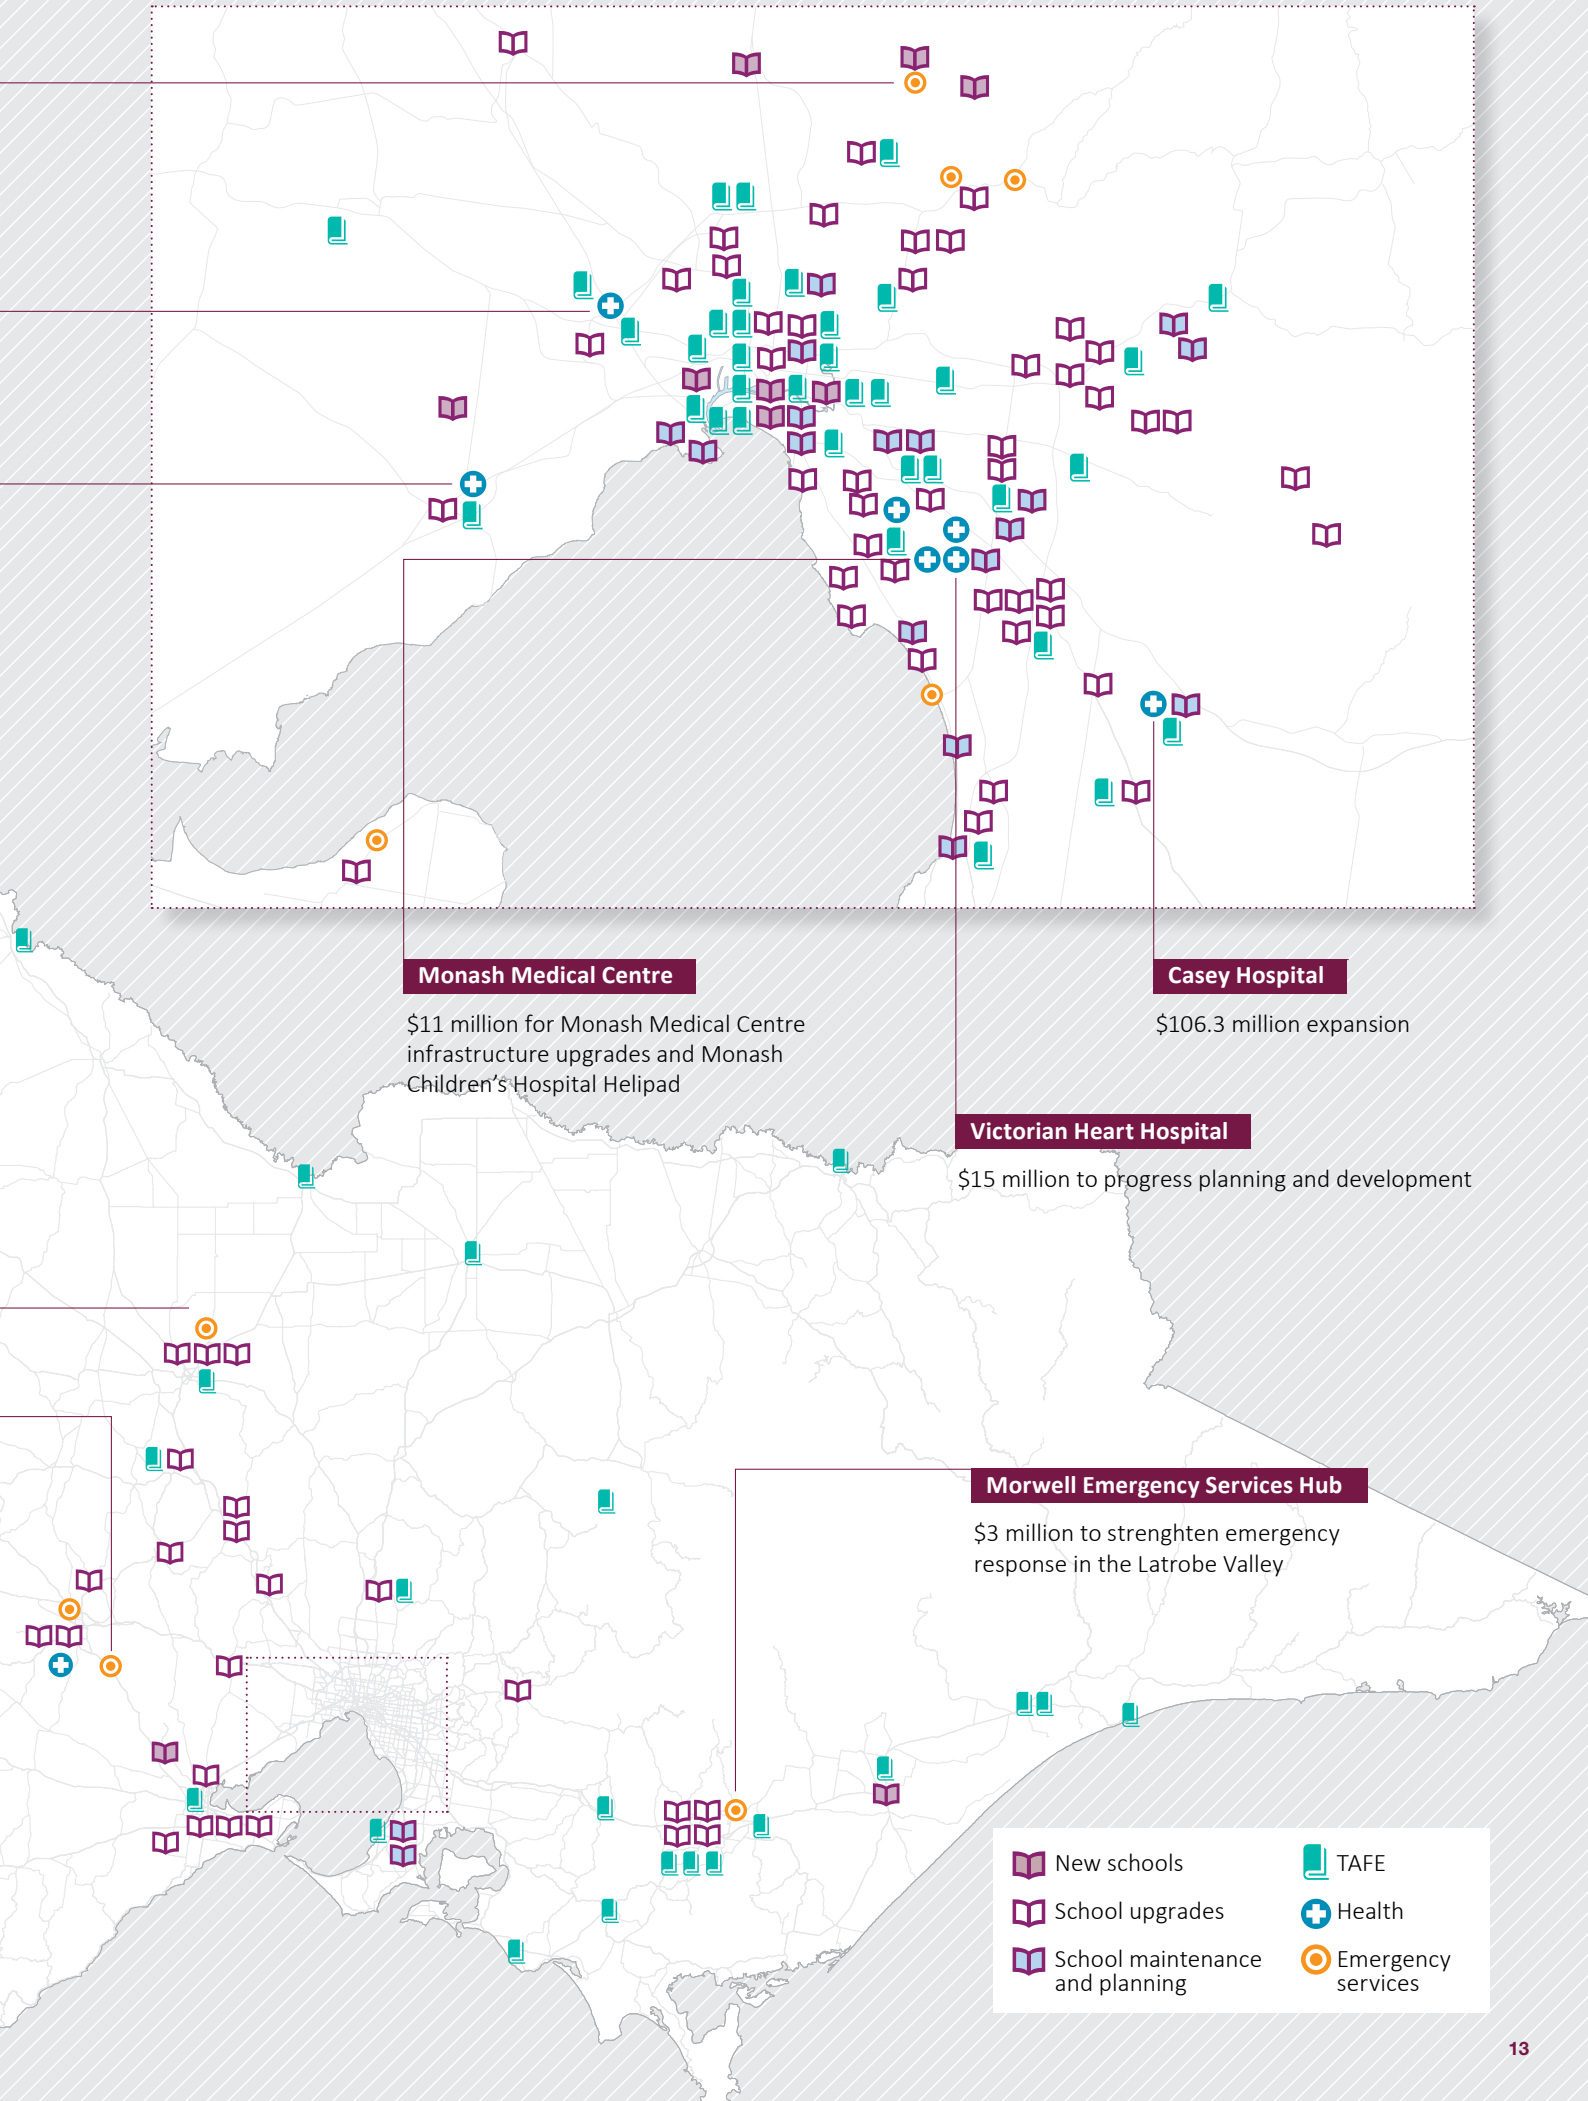 Monash Medical Centre
$11 million for Monash Medical Centre
infrastructure upgrades and Monash
Children's Hospital Helipad
Casey Hospital
$106.3 million expansion
Victorian Heart Hospital
$15 million to progress planning and development
Morwell Emergency Services Hub
$3 million to strenghten emergency
response in the Latrobe Valley
New schools
School upgrades
School maintenance
and planning
TAFE
Health
Emergency
services
13